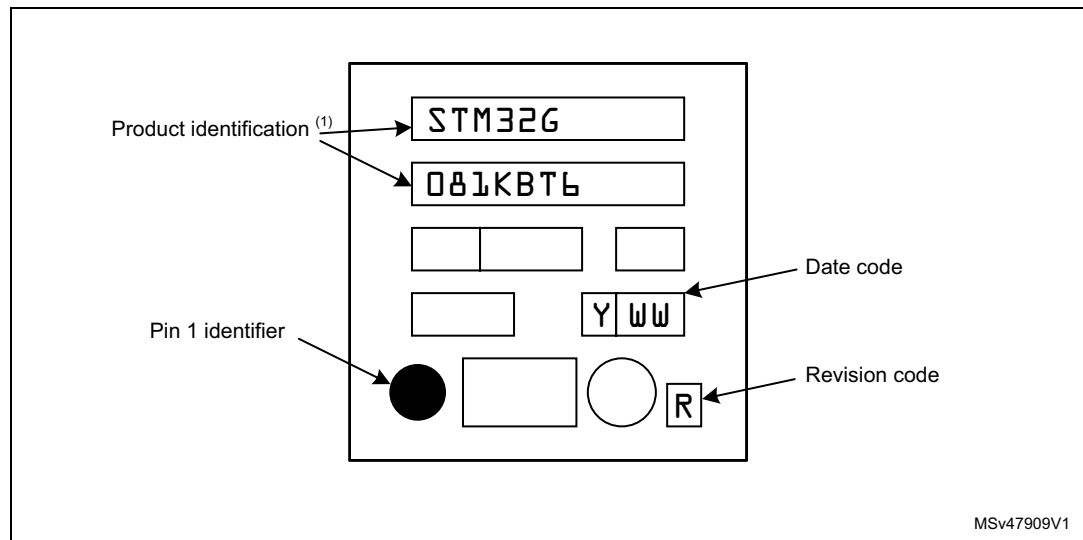 STM32G
Product identification (1)
081KBT6
Date code
Y WW
Pin 1 identifier
Revision code
R
MSv47909V1